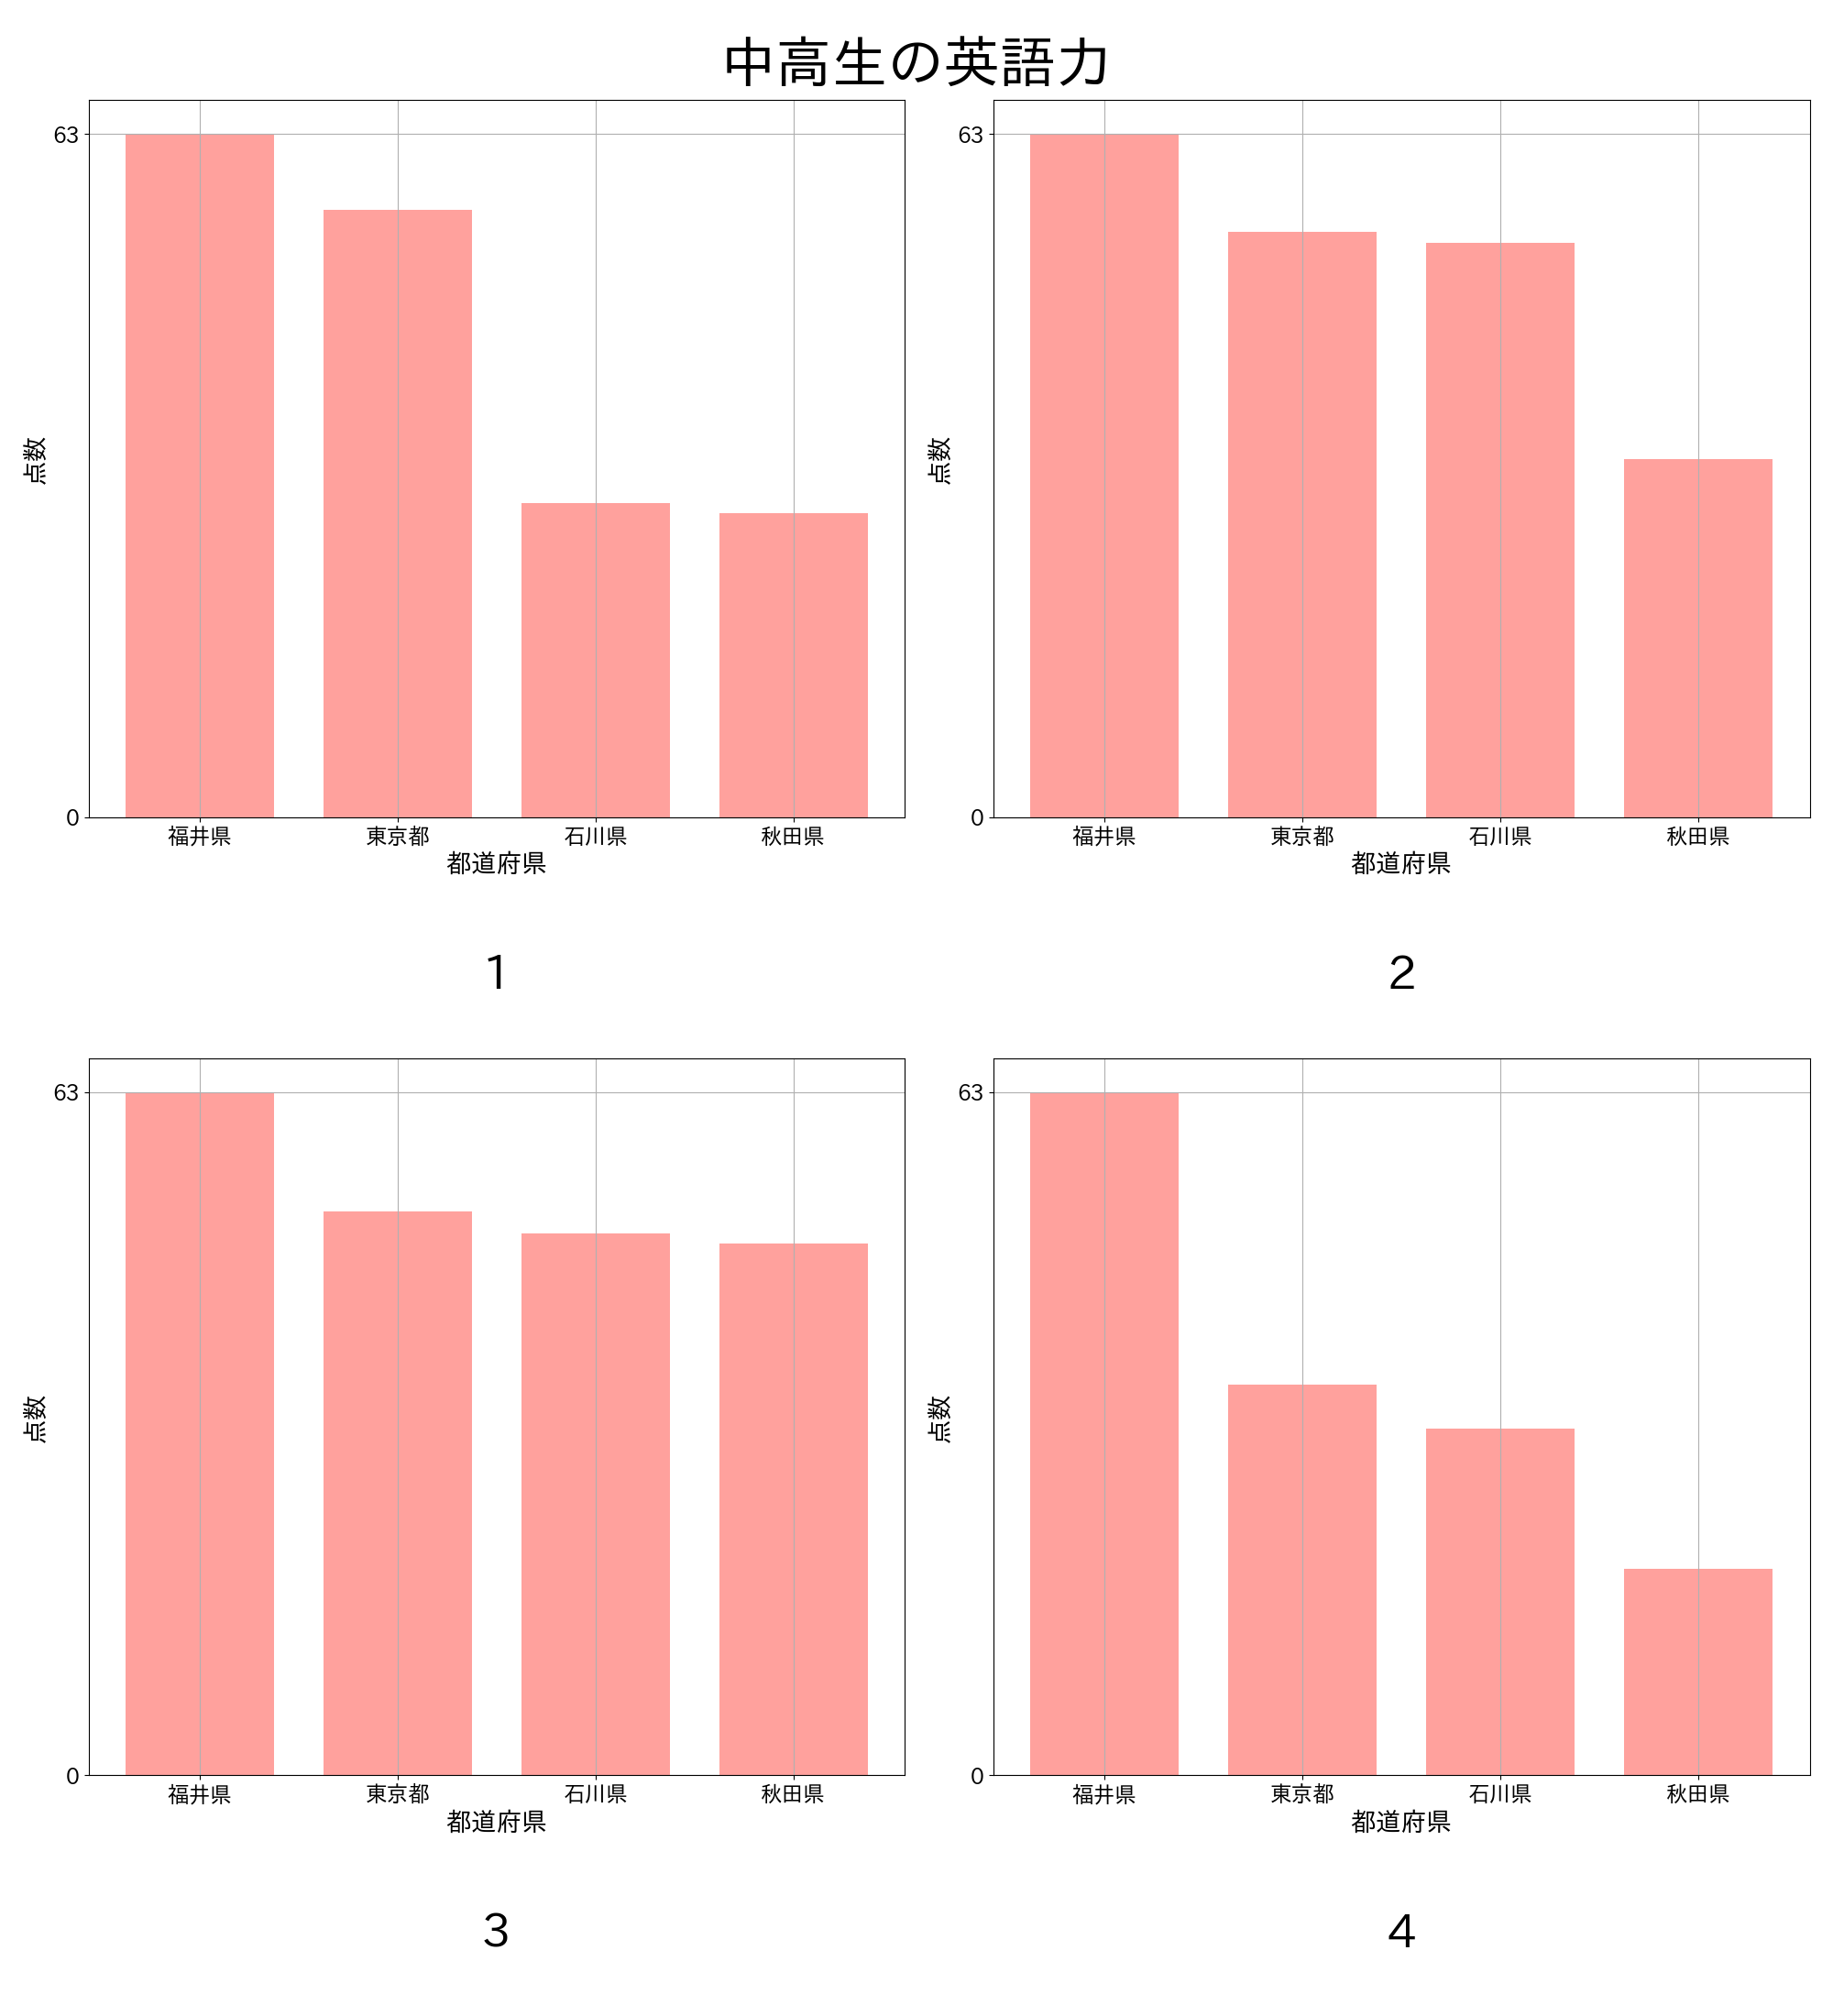 中高生の英語力
63
0
点数
福井県 東京都 石川県 秋田県
都道府県
1
63
0
点数
福井県 東京都 石川県 秋田県
都道府県
2
63
0
点数
福井県 東京都 石川県 秋田県
都道府県
3
63
0
点数
福井県 東京都 石川県 秋田県
都道府県
4